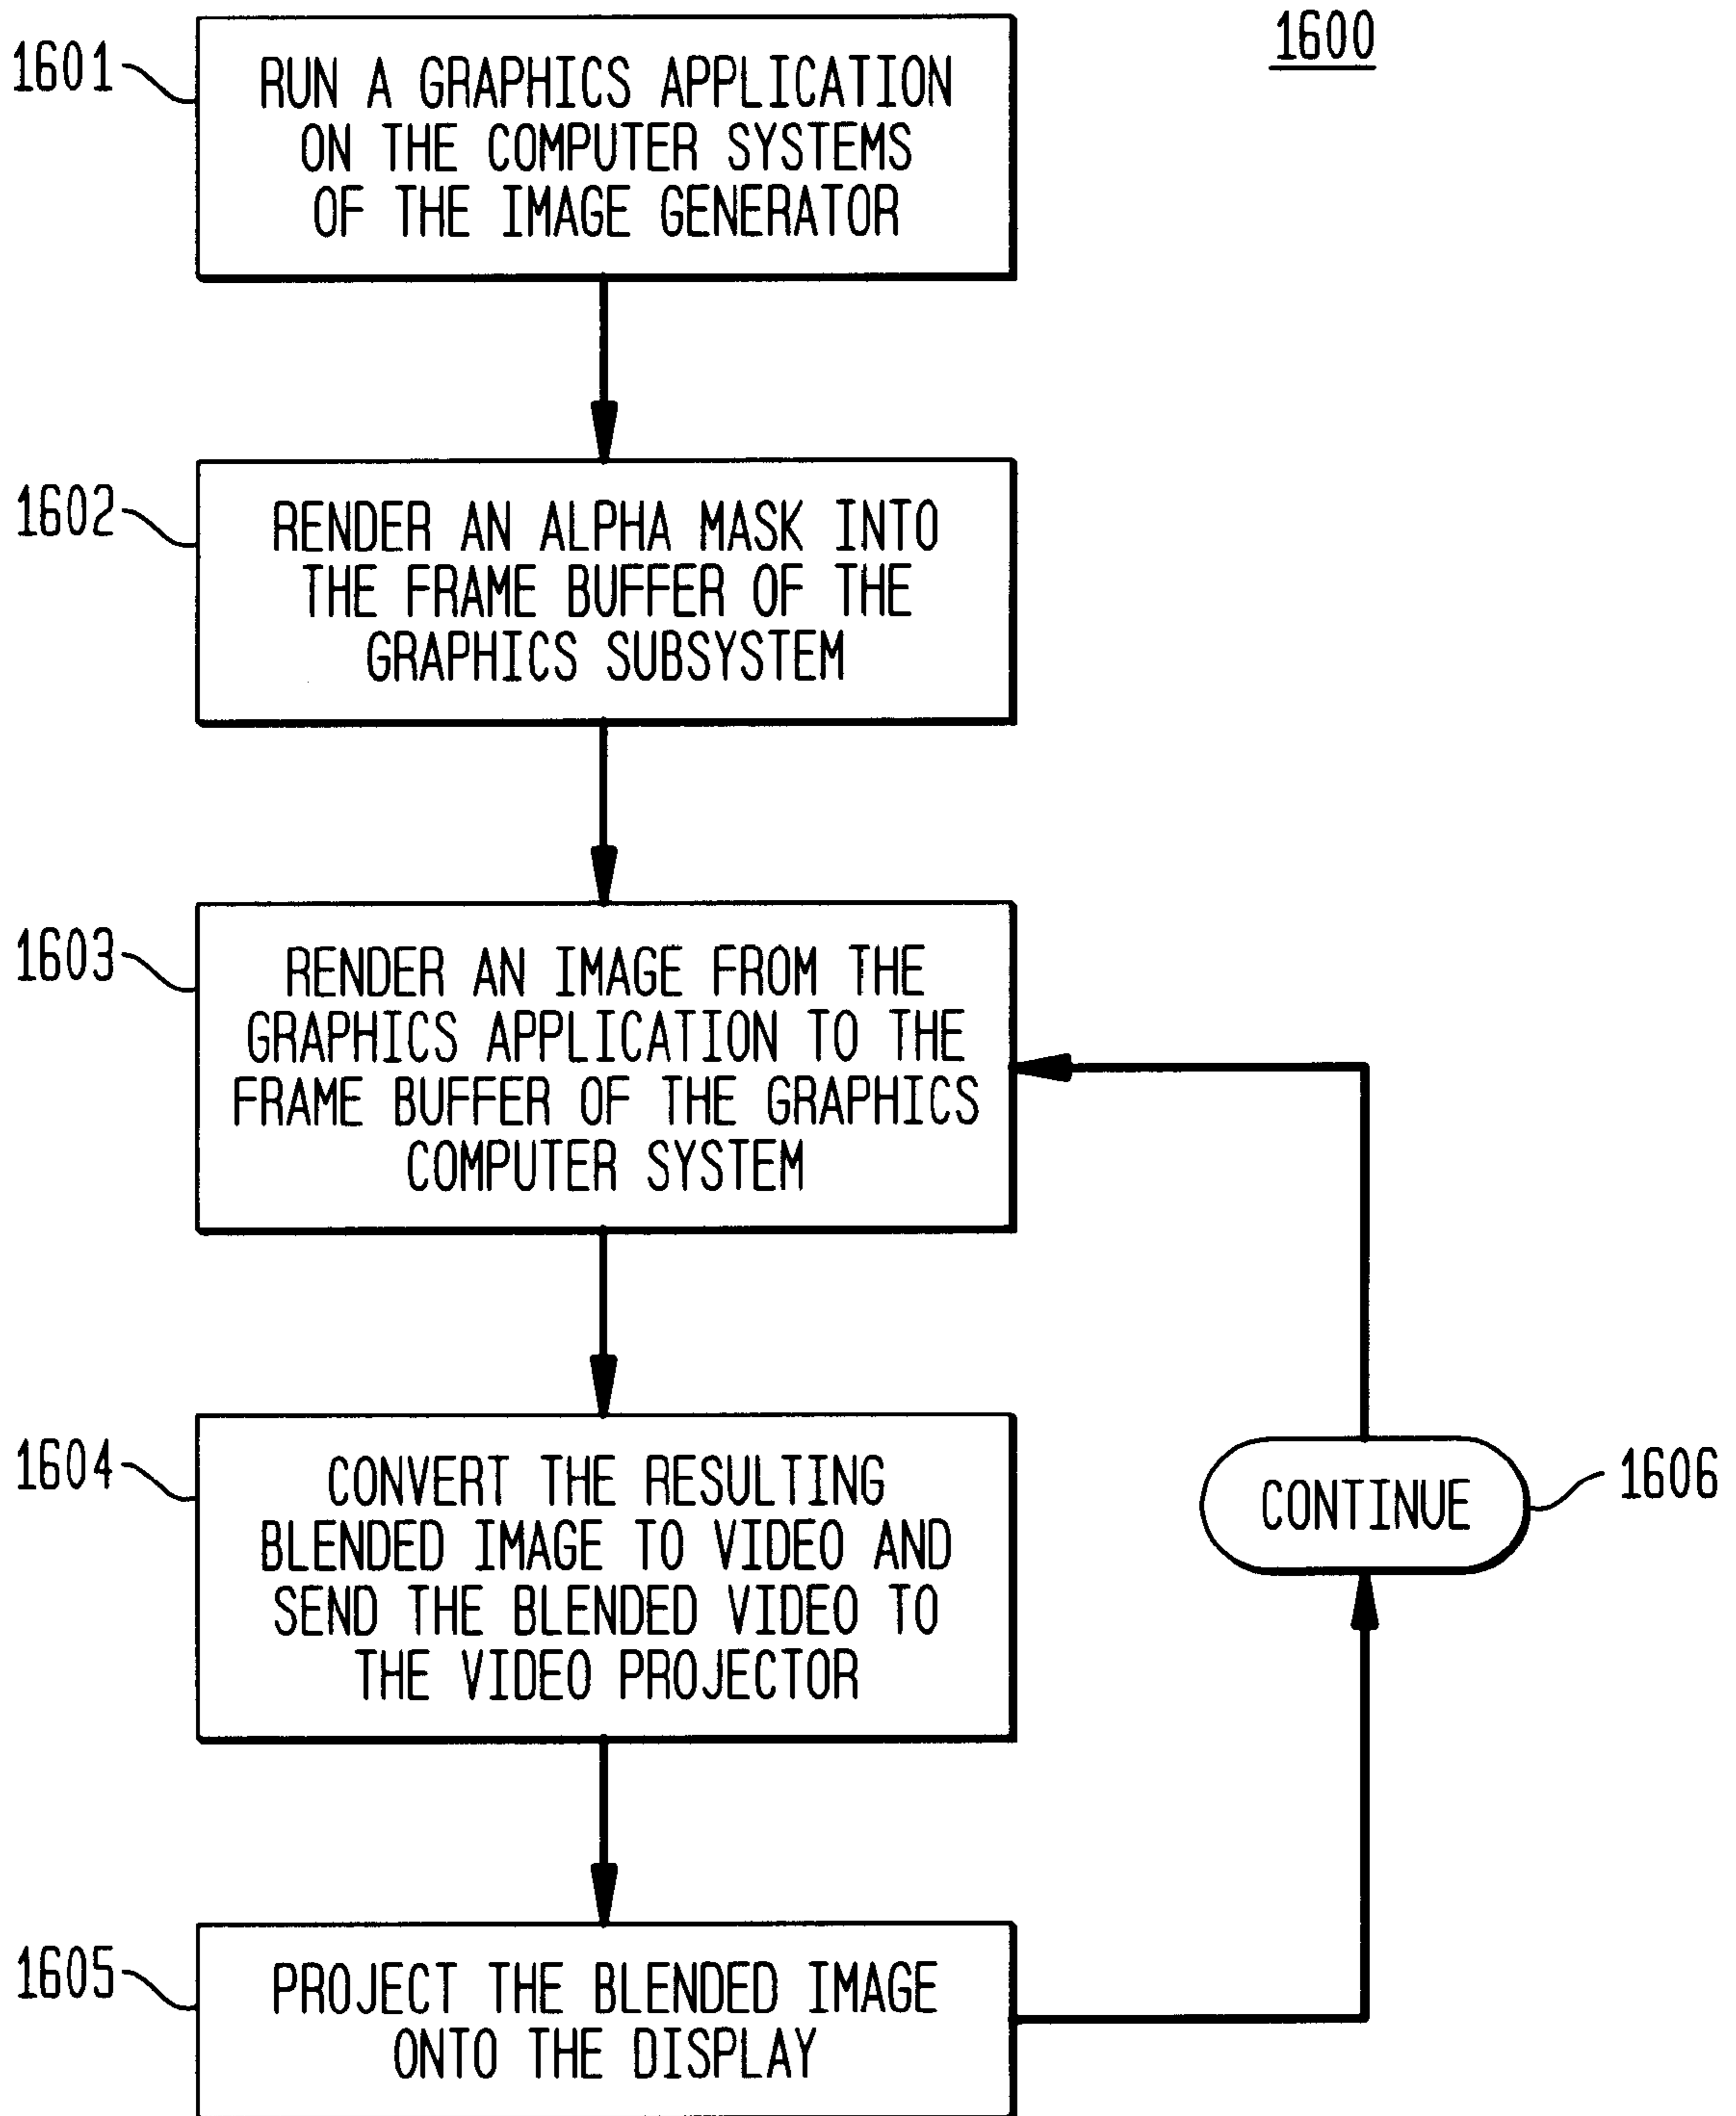 1600
1601
RUN A GRAPHICS APPLICATION
ON THE COMPUTER SYSTEMS
OF THE IMAGE GENERATOR
1602
RENDER AN ALPHA MASK INTO
THE FRAME BUFFER OF THE
GRAPHICS SUBSYSTEM
1603
RENDER AN IMAGE FROM THE
GRAPHICS APPLICATION TO THE
FRAME BUFFER OF THE GRAPHICS
COMPUTER SYSTEM
1604
CONVERT THE RESULTING
BLENDED IMAGE TO VIDEO AND
SEND THE BLENDED VIDEO TO
THE VIDEO PROJECTOR
CONTINUE
1606
1605
PROJECT THE BLENDED IMAGE
ONTO THE DISPLAY